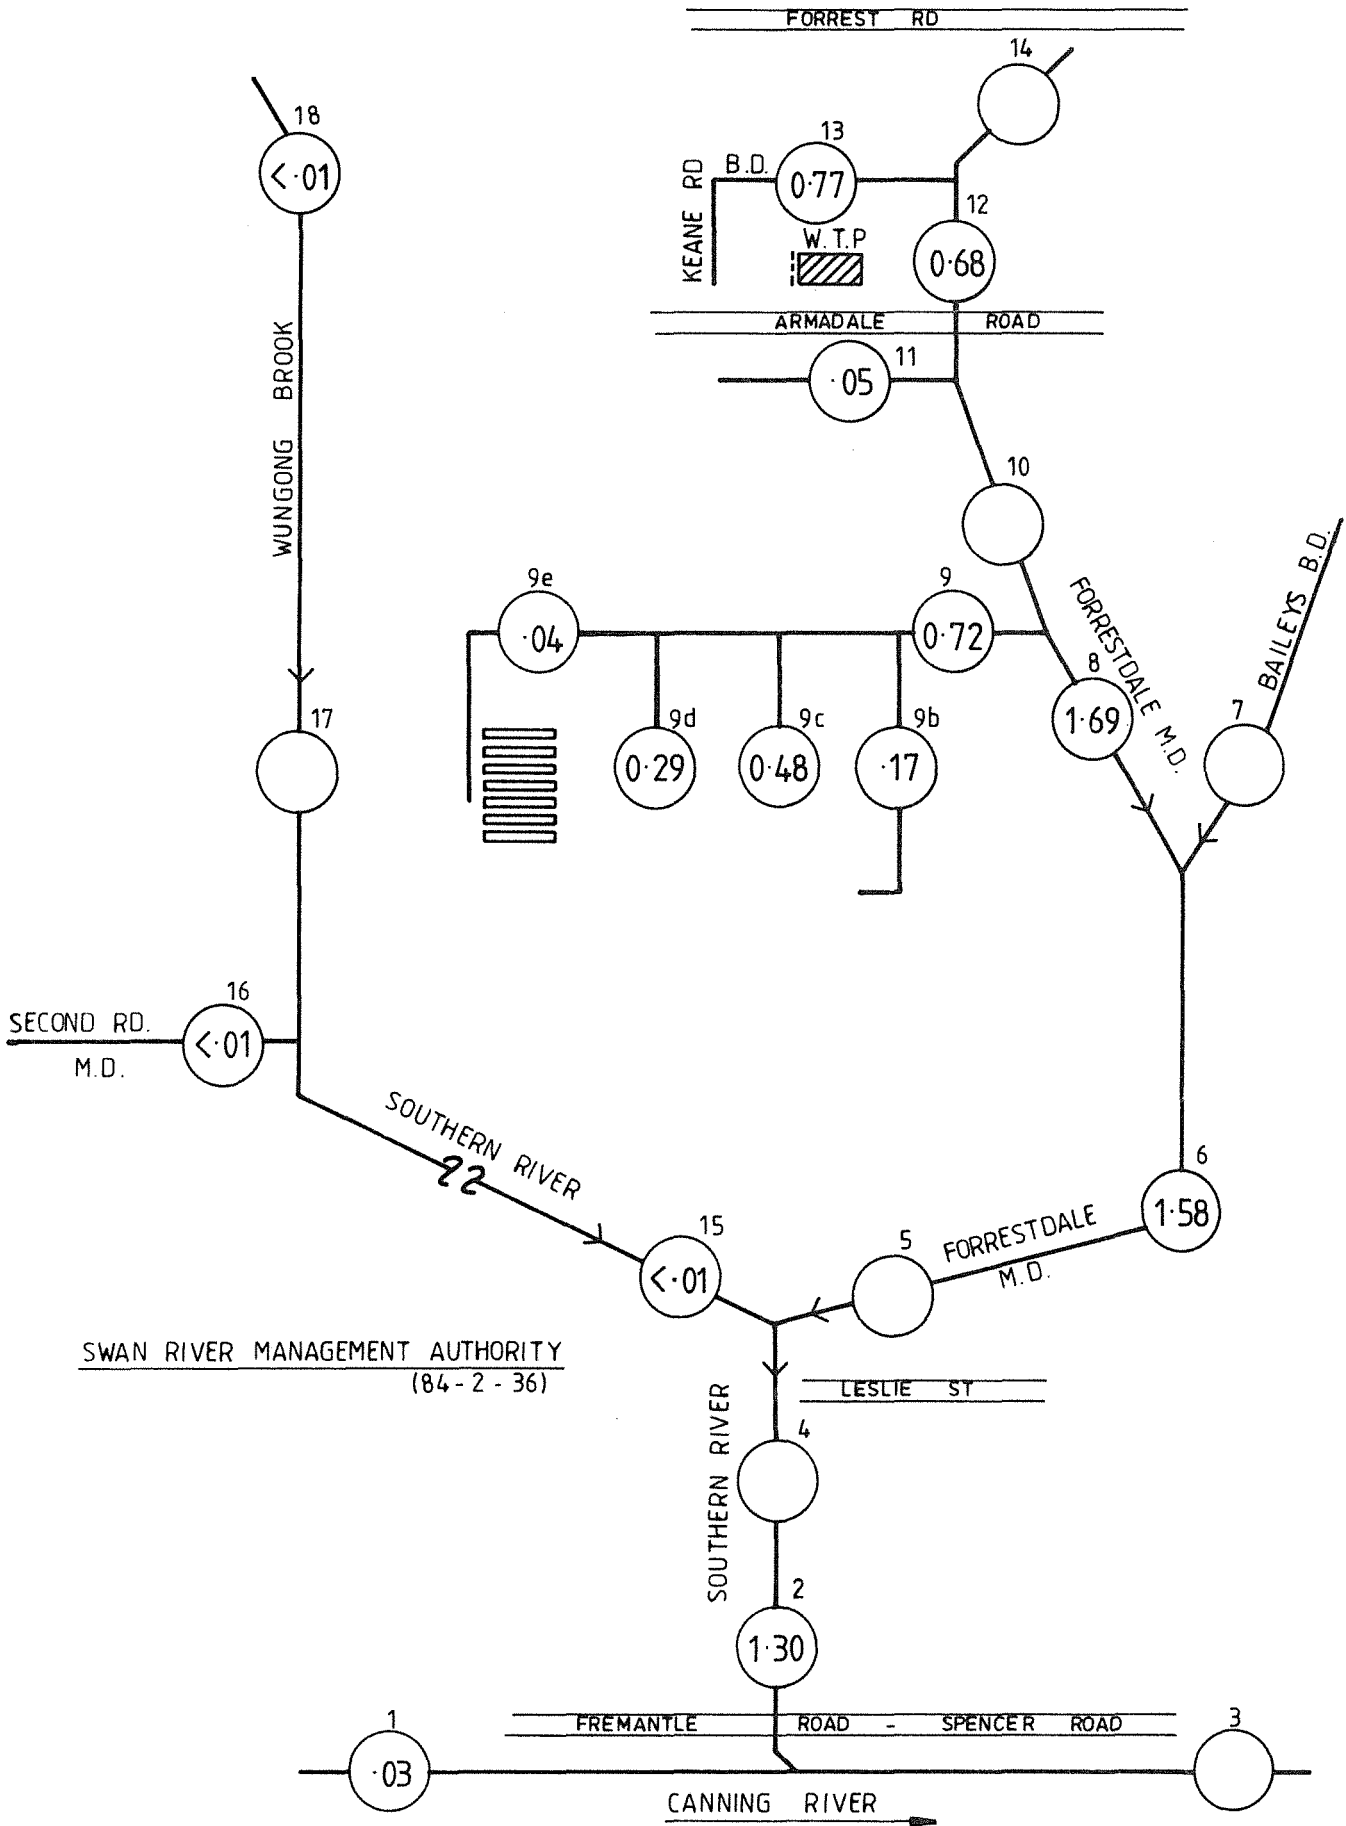 FORREST RD
14
18
<·01
13
KEANE RD
B.D.
0·77
12
W.T.P
0·68
ARMADALE ROAD
11
·05
WUNGONG BROOK
10
BAILEYS B.D.
9e
·04
9
0·72
FORRESTDALE M.D.
8
1·69
7
17
9d
0·29
9c
0·48
9b
·17
16
SECOND RD.
M.D.
<·01
SOUTHERN RIVER
6
1·58
15
<·01
5
FORRESTDALE
M.D.
SWAN RIVER MANAGEMENT AUTHORITY
(84-2-36)
LESLIE ST
SOUTHERN RIVER
4
2
1·30
FREMANTLE ROAD - SPENCER ROAD
1
·03
3
CANNING RIVER